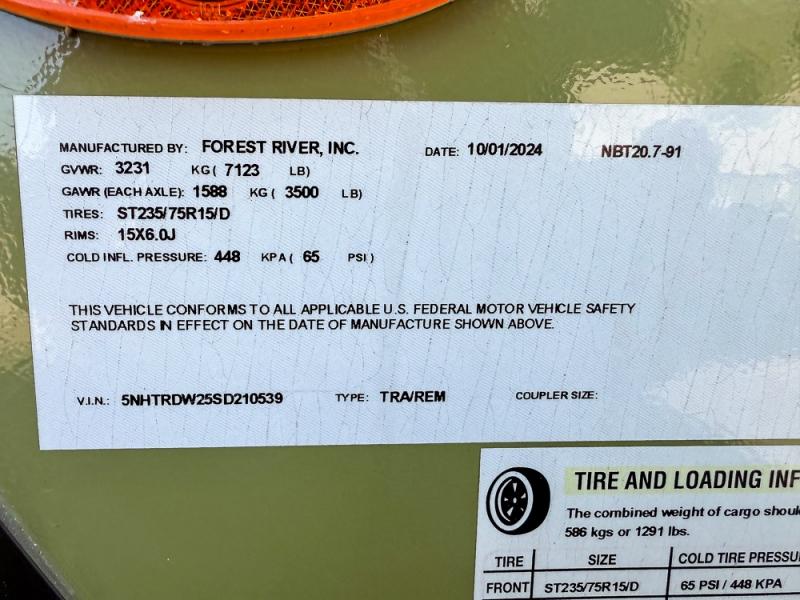 MANUFACTURED BY: FOREST RIVER, INC. DATE: 10/01/2024 NBT20.7-91
GVWR: 3231 KG( 7123 LB)
GAWR (EACH AXLE): 1588 KG( 3500 LB)
TIRES: ST235/75R15/D
RIMS: 15X6.0J
COLD INFL. PRESSURE: 448 KPA( 65 PSI)
THIS VEHICLE CONFORMS TO ALL APPLICABLE U.S. FEDERAL MOTOR VEHICLE SAFETY
STANDARDS IN EFFECT ON THE DATE OF MANUFACTURE SHOWN ABOVE.
V.I.N.: 5NHTRDW25SD210539 TYPE: TRA/REM COUPLER SIZE:
TIRE AND LOADING INF
The combined weight of cargo shoul
586 kgs or 1291 lbs.
TIRE SIZE COLD TIRE PRESSU
FRONT ST235/75R15/D 65 PSI / 448 KPA